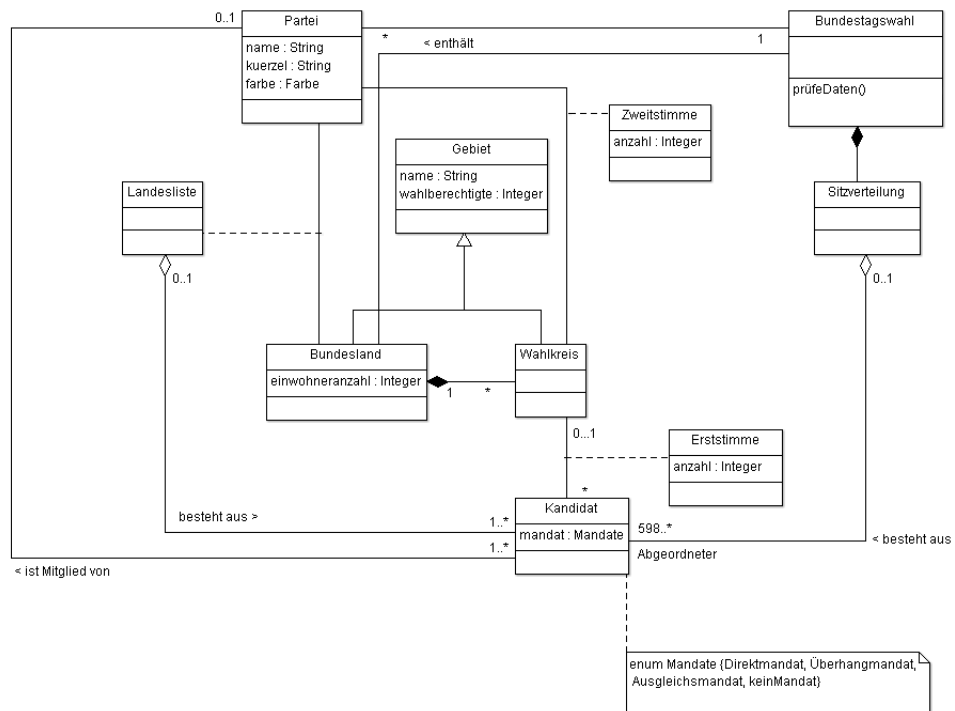 0..1
Partei
name : String
kuerzel : String
farbe : Farbe
*
< enthält
1
Bundestagswahl
prüfeDaten()
Zweitstimme
anzahl : Integer
Gebiet
name : String
wahlberechtigte : Integer
Landesliste
0..1
Sitzverteilung
0..1
Bundesland
einwohneranzahl : Integer
1
*
Wahlkreis
0...1
Erststimme
anzahl : Integer
*
Kandidat
mandat : Mandate
besteht aus >
1..*
1..*
598..*
Abgeordneter
< besteht aus
< ist Mitglied von
enum Mandate {Direktmandat, Überhangmandat,
Ausgleichsmandat, keinMandat}